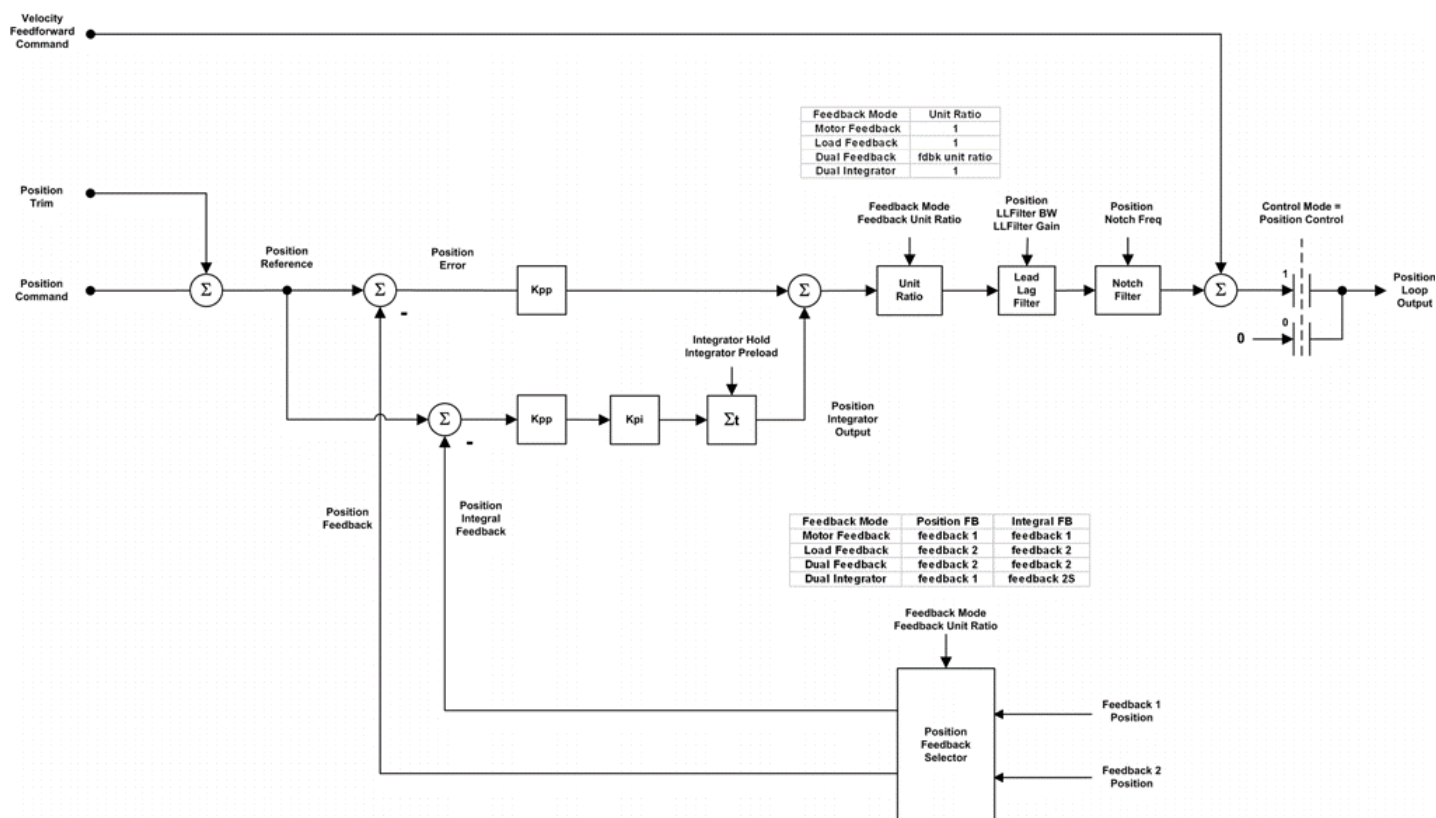 Velocity
Feedforward
Command
Feedback Mode Unit Ratio
Motor Feedback 1
Load Feedback 1
Dual Feedback fdbk unit ratio
Dual Integrator 1
Position
Trim
Feedback Mode
Feedback Unit Ratio
Position
LLFilter BW
LLFilter Gain
Position
Notch Freq
Control Mode =
Position Control
Position
Reference
Position
Error
Position
Command
Σ
Σ
-
Kpp
Σ
Unit
Ratio
Lead
Lag
Filter
Notch
Filter
Σ
1
0
0
Position
Loop
Output
Integrator Hold
Integrator Preload
Σ
-
Kpp
Kpi
Σt
Position
Integrator
Output
Position
Feedback
Position
Integral
Feedback
Feedback Mode Position FB Integral FB
Motor Feedback feedback 1 feedback 1
Load Feedback feedback 2 feedback 2
Dual Feedback feedback 2 feedback 2
Dual Integrator feedback 1 feedback 2S
Feedback Mode
Feedback Unit Ratio
Position
Feedback
Selector
Feedback 1
Position
Feedback 2
Position